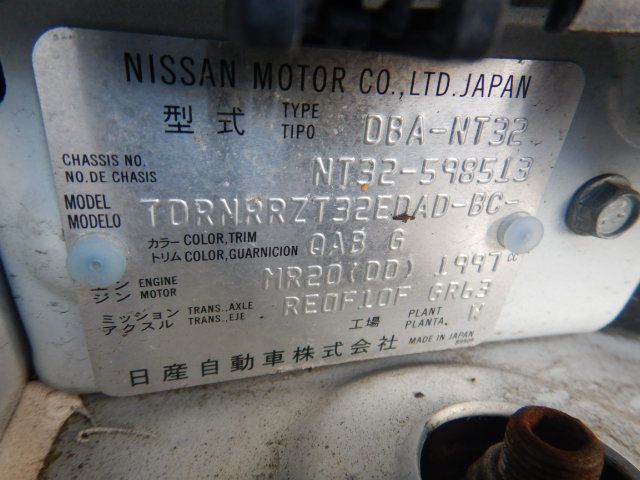 NISSAN MOTOR CO.,LTD. JAPAN
型式 TYPE TIPO DBA-NT32
CHASSIS NO. NO. DE CHASIS NT32-598513
MODEL MODELO TDRNRRZT32EDAD-BC-
カラー COLOR,TRIM トリム COLOR,GUARNICION QAB G
エンジン ENGINE MOTOR MR20(DD) 1997 cc
ミッション TRANS.,AXLE アクスル TRANS.,EJE RE0F10F GR63
工場 PLANT PLANTA
日産自動車株式会社 MADE IN JAPAN